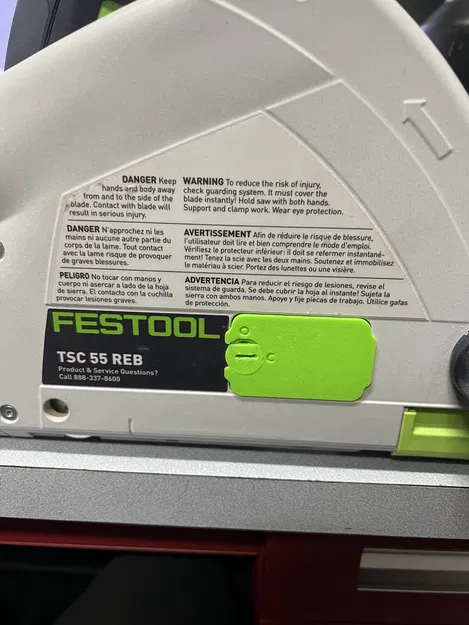 DANGER Keep
hands and body away
from and to the side of the
blade. Contact with blade will
result in serious injury.
WARNING To reduce the risk of injury,
check guarding system. It must cover the
blade instantly! Hold saw with both hands.
Support and clamp work. Wear eye protection.
DANGER N'approchez ni les
mains ni aucune autre partie du
corps de la lame. Tout contact
avec la lame risque de provoquer
de graves blessures.
AVERTISSEMENT Afin de réduire le risque de blessure,
l'utilisateur doit lire et bien comprendre le mode d'emploi.
Vérifiez le protecteur inférieur: il doit se refermer instantané-
ment! Tenez la scie avec les deux mains. Soutenez et immobilisez
le matériau à scier. Portez des lunettes ou une visière.
PELIGRO No tocar con manos y
cuerpo ni acercar a lado de la hoja
de sierra. El contacto con la cuchilla
provocar lesiones graves.
ADVERTENCIA Para reducir el riesgo de lesiones, revise el
sistema de guarda. Se debe cubrir la hoja al instante! Sujeta la
sierra con ambos manos. Apoye y fije piezas de trabajo. Utilice gafas
de protección.
FESTOOL
TSC 55 REB
Product & Service Questions?
Call 888-337-8600